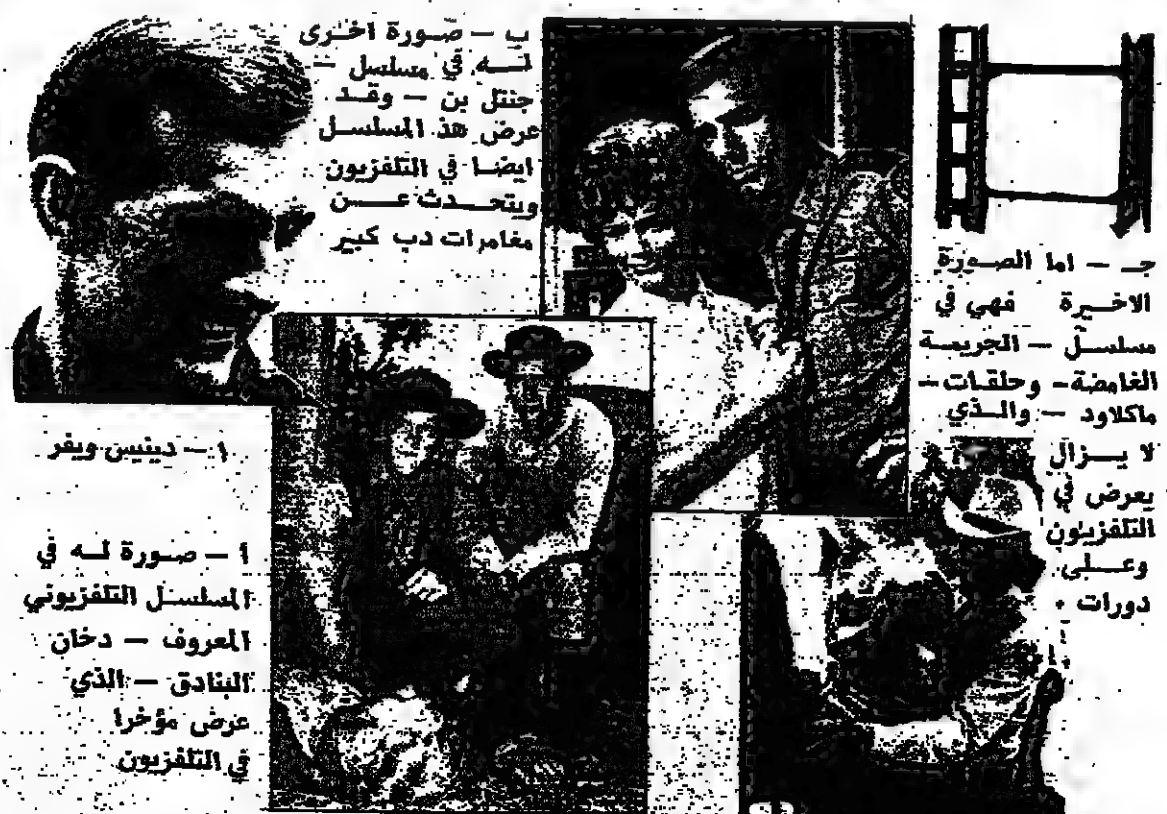 ١ - دينيس ويفر
أ - صورة له في
المسلسل التلفزيوني
المعروف - دخان
البنادق - الذي
عرض مؤخرا
في التلفزيون
ب - صورة اخرى
له في مسلسل -
جنتل بن - وقد
عرض هذ المسلسل
ايضا في التلفزيون
ويتحدث عن
مغامرات دب كبير
جـ - اما الصورة
الاخيرة فهي في
مسلسل - الجريمة
الغامضة - وحلقات -
ماكلاود - والذي
لا يزال
يعرض في
التلفزيون
وعلى
دورات .